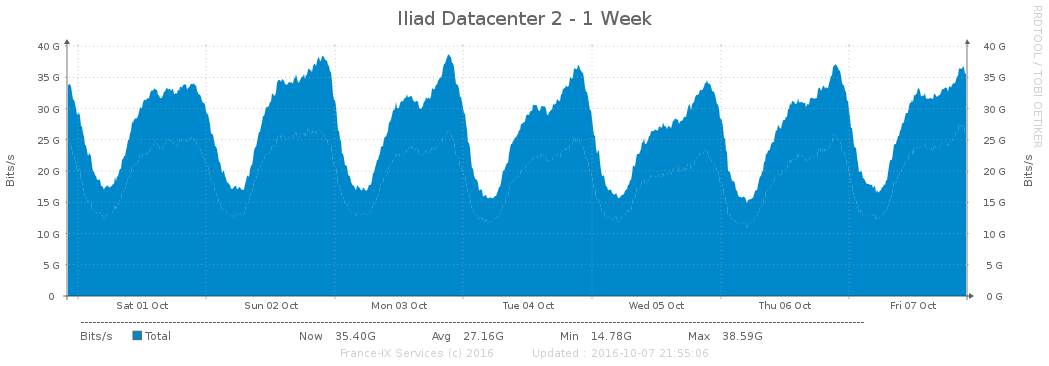 Iliad Datacenter 2 - 1 Week
RRDTOOL / TOBI OETIKER
Bits/s
40 G
35 G
30 G
25 G
20 G
15 G
10 G
5 G
0
40 G
35 G
30 G
25 G
20 G
15 G
10 G
5 G
0 G
Bits/s
Sat 01 Oct Sun 02 Oct Mon 03 Oct Tue 04 Oct Wed 05 Oct Thu 06 Oct Fri 07 Oct
Bits/s Total Now 35.40G Avg 27.16G Min 14.78G Max 38.59G
France-IX Services (c) 2016 Updated : 2016-10-07 21:55:06